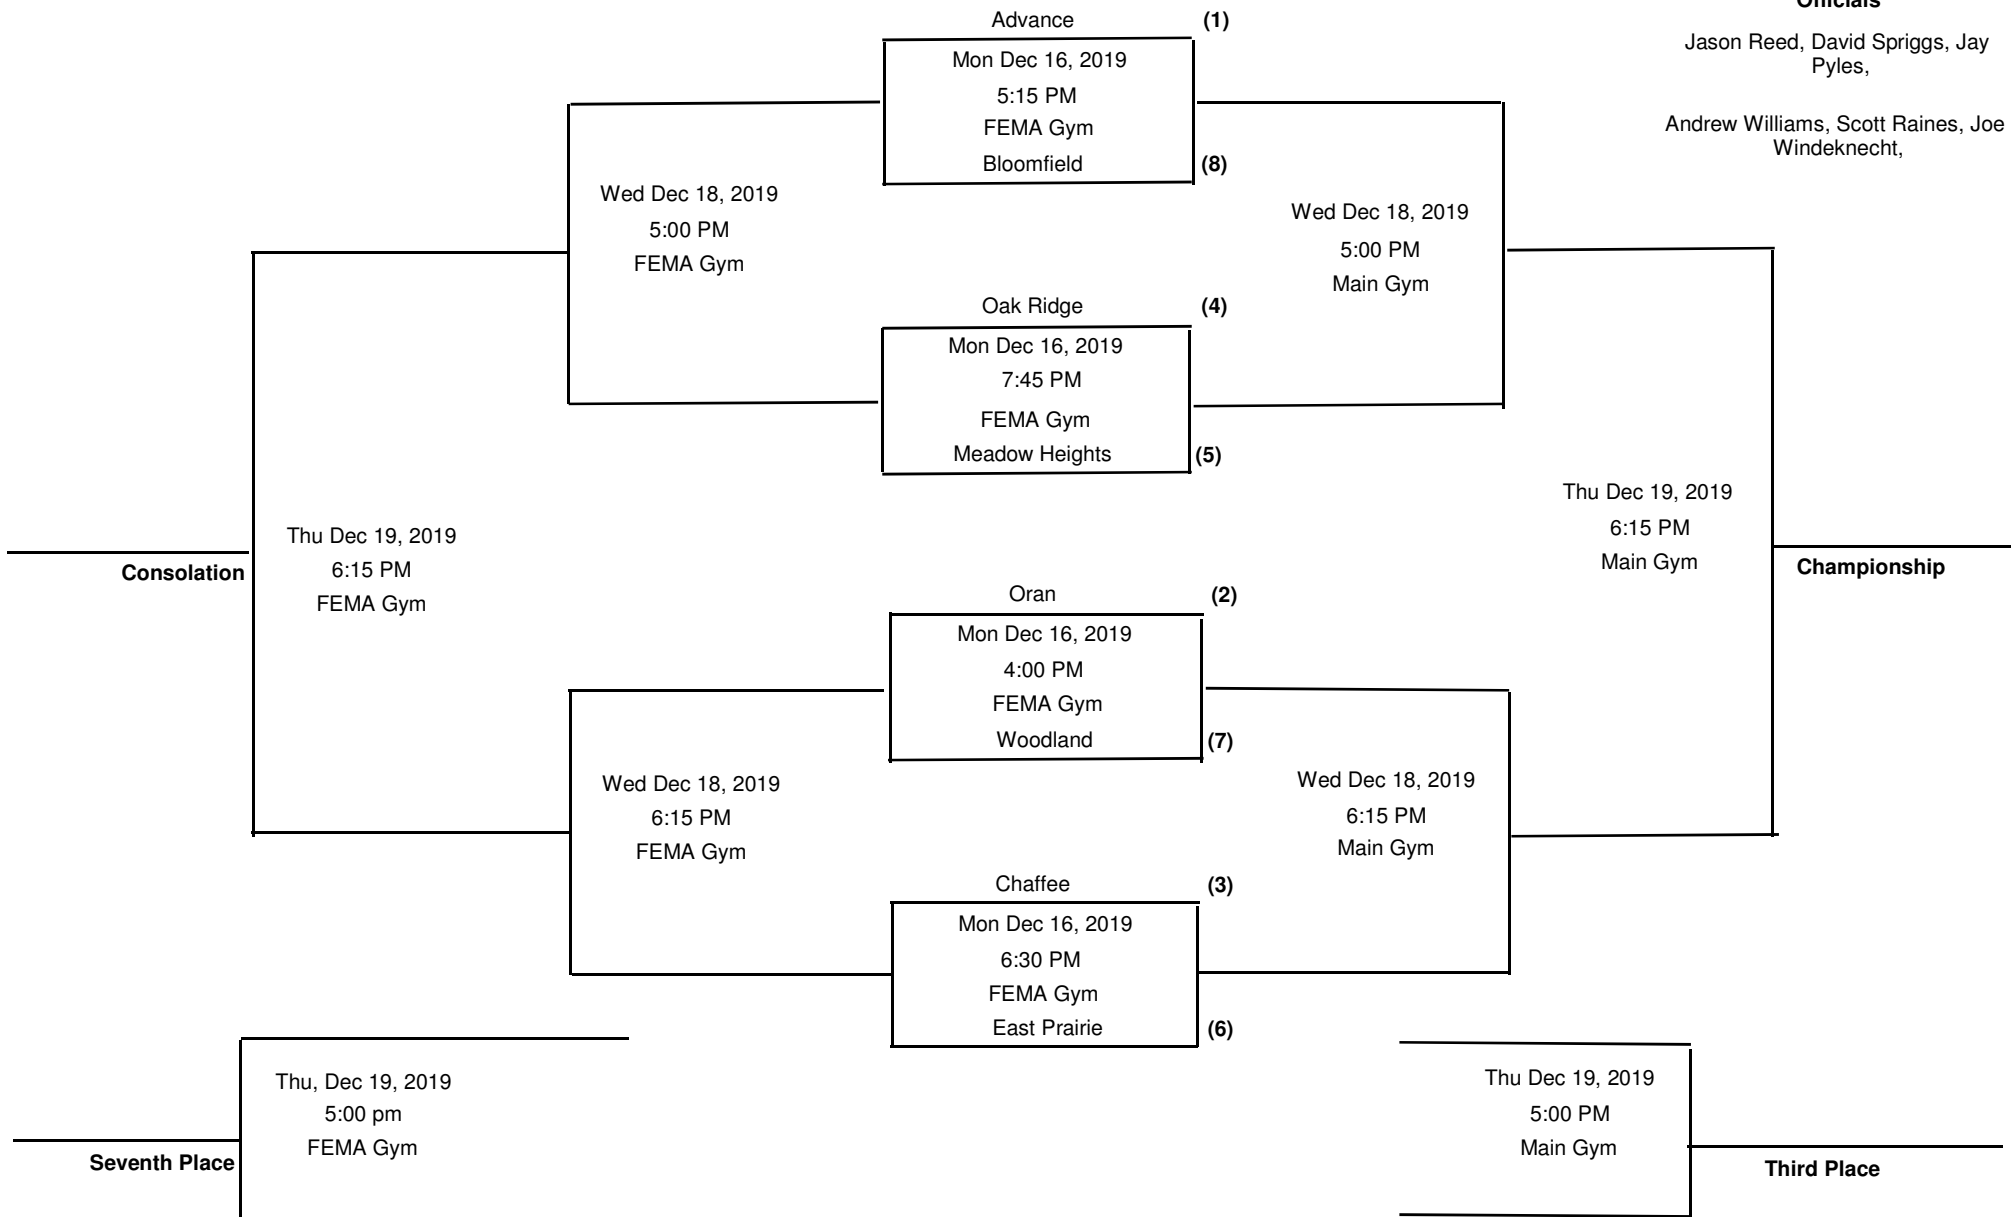 Officials
Jason Reed, David Spriggs, Jay
Pyles,
Andrew Williams, Scott Raines, Joe
Windeknecht,
Advance (1)
Mon Dec 16, 2019
5:15 PM
FEMA Gym
Bloomfield (8)
Wed Dec 18, 2019
5:00 PM
FEMA Gym
Wed Dec 18, 2019
5:00 PM
Main Gym
Oak Ridge (4)
Mon Dec 16, 2019
7:45 PM
FEMA Gym
Meadow Heights (5)
Thu Dec 19, 2019
6:15 PM
FEMA Gym
Consolation
Thu Dec 19, 2019
6:15 PM
Main Gym
Championship
Oran (2)
Mon Dec 16, 2019
4:00 PM
FEMA Gym
Woodland (7)
Wed Dec 18, 2019
6:15 PM
FEMA Gym
Wed Dec 18, 2019
6:15 PM
Main Gym
Chaffee (3)
Mon Dec 16, 2019
6:30 PM
FEMA Gym
East Prairie (6)
Thu, Dec 19, 2019
5:00 pm
FEMA Gym
Seventh Place
Thu Dec 19, 2019
5:00 PM
Main Gym
Third Place